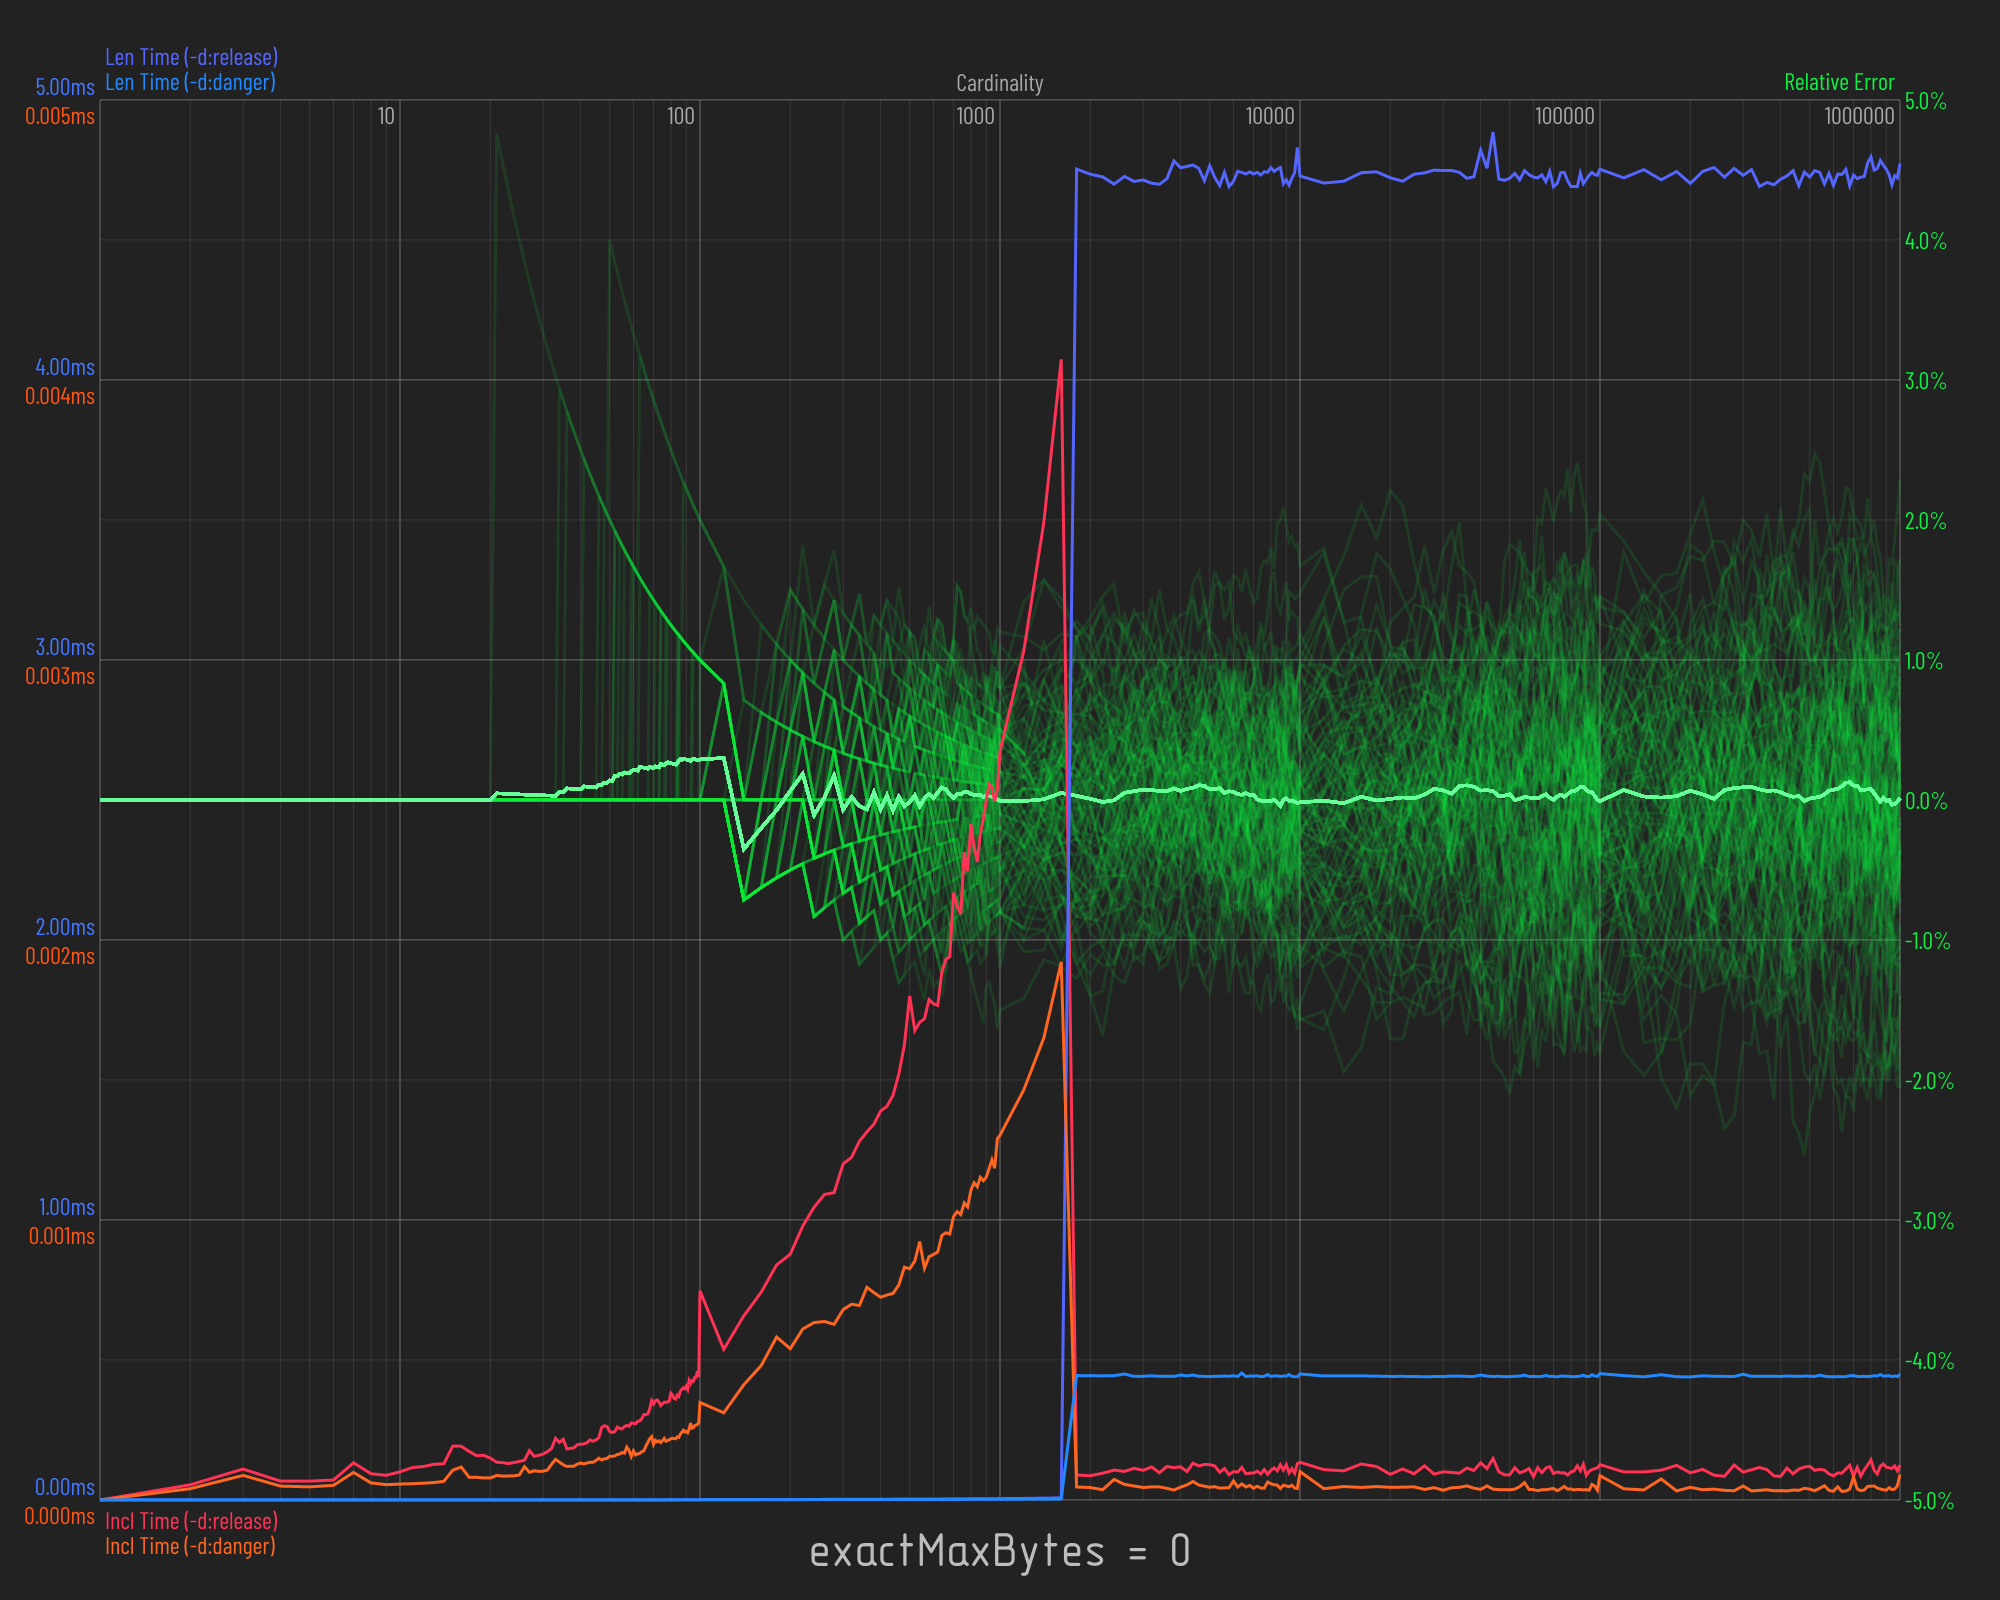 Len Time (-d:release)
Len Time (-d:danger)
Cardinality
Relative Error
10
100
1000
10000
100000
1000000
5.00ms
0.005ms
4.00ms
0.004ms
3.00ms
0.003ms
2.00ms
0.002ms
1.00ms
0.001ms
0.00ms
0.000ms
5.0%
4.0%
3.0%
2.0%
1.0%
0.0%
-1.0%
-2.0%
-3.0%
-4.0%
-5.0%
Incl Time (-d:release)
Incl Time (-d:danger)
exactMaxBytes = 0